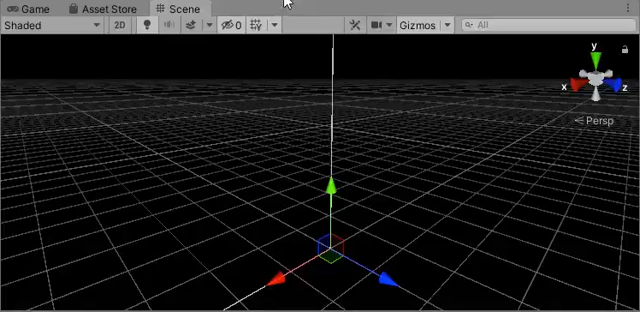 Game Asset Store Scene
Shaded 2D 0 Gizmos All
y
x z
Persp